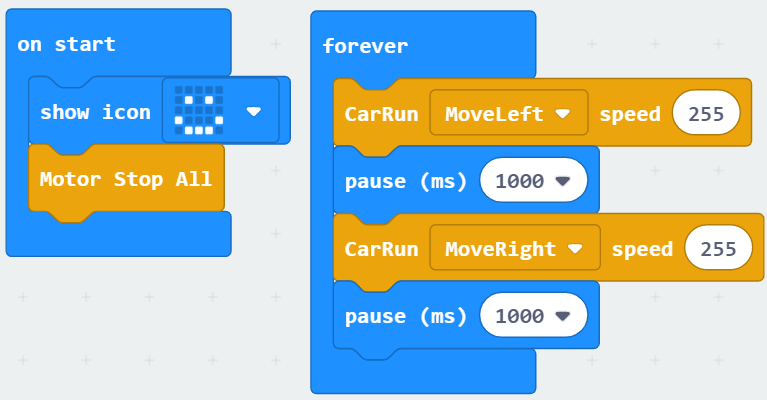 on start
show icon
Motor Stop All
forever
CarRun MoveLeft speed 255
pause (ms) 1000
CarRun MoveRight speed 255
pause (ms) 1000